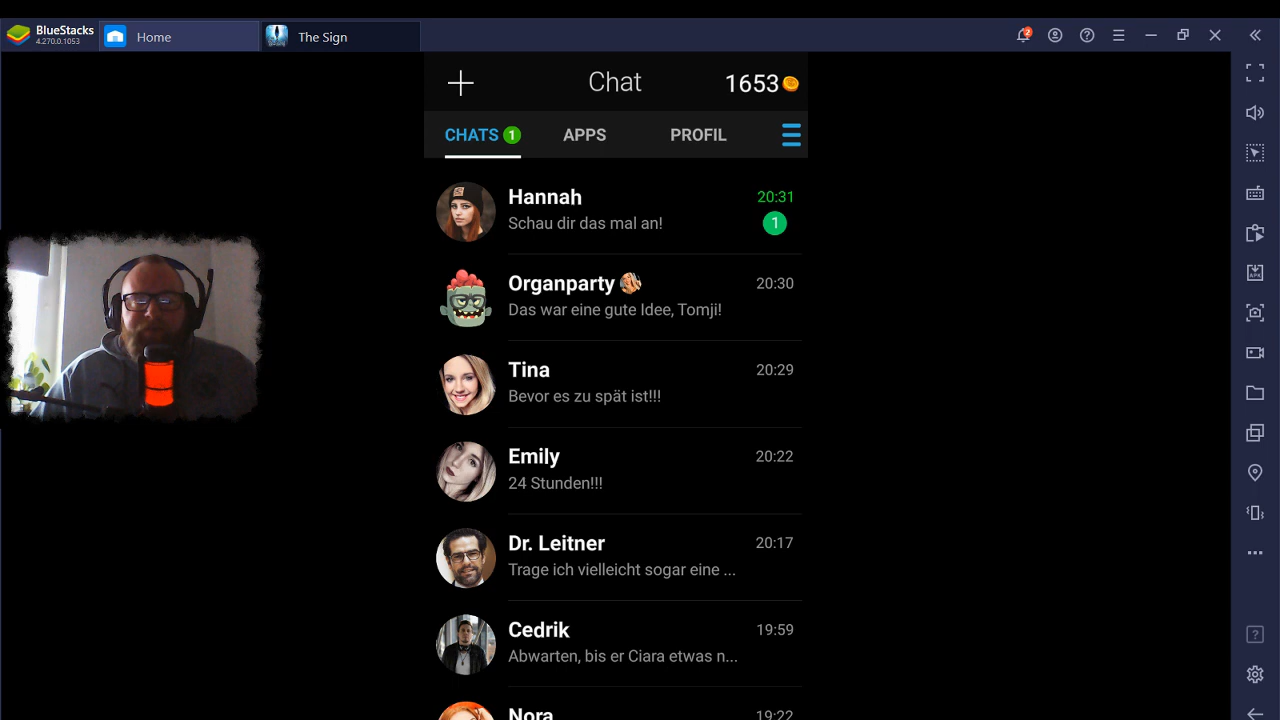 BlueStacks
4.270.0.1053
Home
The Sign
2
Chat
1653
CHATS 1
APPS
PROFIL
Hannah
20:31
Schau dir das mal an!
1
Organparty
20:30
Das war eine gute Idee, Tomji!
Tina
20:29
Bevor es zu spät ist!!!
Emily
20:22
24 Stunden!!!
Dr. Leitner
20:17
Trage ich vielleicht sogar eine ...
Cedrik
19:59
Abwarten, bis er Ciara etwas n...
Nora
19:22